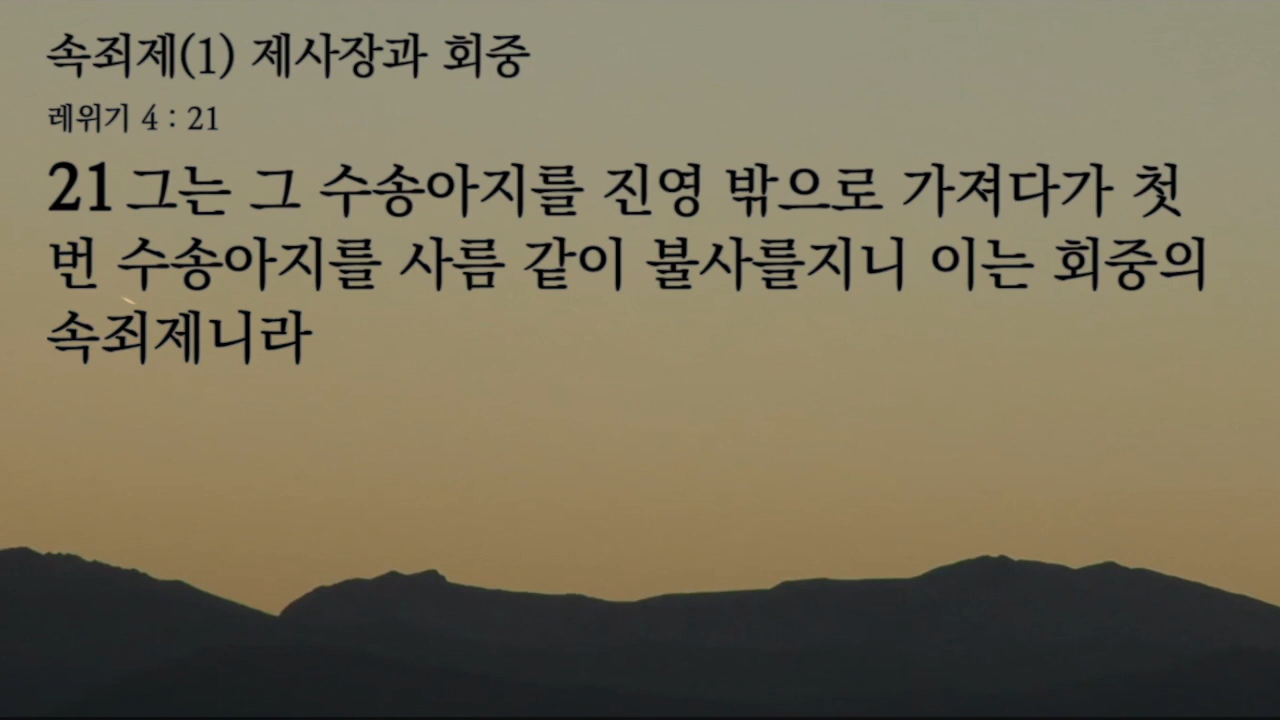 속죄제(1) 제사장과 회중
레위기 4 : 21
21 그는 그 수송아지를 진영 밖으로 가져다가 첫
번 수송아지를 사름 같이 불사를지니 이는 회중의
속죄제니라